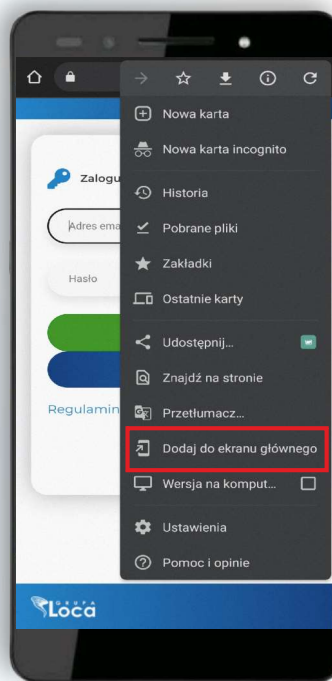 Nowa karta
Nowa karta incognito
Historia
Zalogu
Pobrane pliki
Adres ema
Zakładki
Hasło
Ostatnie karty
Udostępnij...
Znajdź na stronie
Przetłumacz...
Regulamin
Dodaj do ekranu głównego
Wersja na komput...
Ustawienia
Pomoc i opinie
GRUPA
Loca